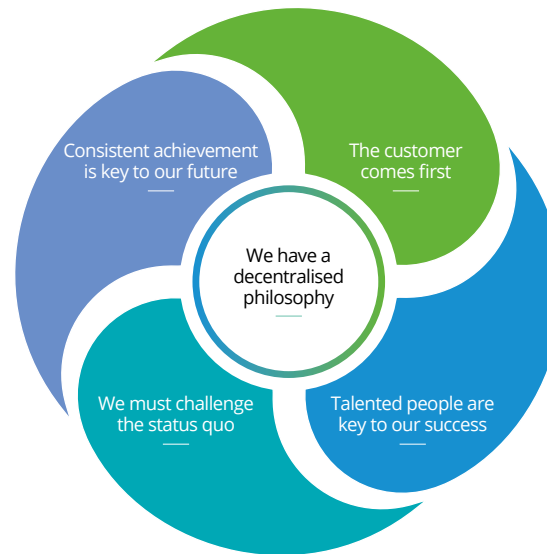 Consistent achievement
is key to our future
The customer
comes first
We have a
decentralised
philosophy
We must challenge
the status quo
Talented people are
key to our success